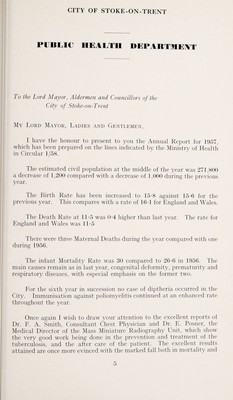 CITY OF STOKE-ON-TRENT
PUBLIC HEALTH DEPARTMENT
To the Lord Mayor, Aldermen and Councillors of the
City of Stoke-on-Trent
MY LORD MAYOR, LADIES AND GENTLEMEN,
I have the honour to present to you the Annual Report for 1957,
which has been prepared on the lines indicated by the Ministry of Health
in Circular 1/58.
The estimated civil population at the middle of the year was 271,800
a decrease of 1,200 compared with a decrease of 1,000 during the previous
year.
The Birth Rate has been increased to 15·8 against 15·6 for the
previous year. This compares with a rate of 16·1 for England and Wales.
The Death Rate at 11·5 was 0·4 higher than last year. The rate for
England and Wales was 11·5
There were three Maternal Deaths during the year compared with one
during 1956.
The infant Mortality Rate was 30 compared to 26·6 in 1956. The
main causes remain as in last year, congenital deformity, prematurity and
respiratory diseases, with especial emphasis on the former two.
For the sixth year in succession no case of diptheria occurred in the
City. Immunisation against poliomyelitis continued at an enhanced rate
throughout the year.
Once again I wish to draw your attention to the excellent reports of
Dr. F. A. Smith, Consultant Chest Physician and Dr. E. Posner, the
Medical Director of the Mass Miniature Radiography Unit, which show
the very good work being done in the prevention and treatment of
tuberculosis, and the after care of the patient. The excellent results
attained are once more evinced with the marked fall both in mortality and
5